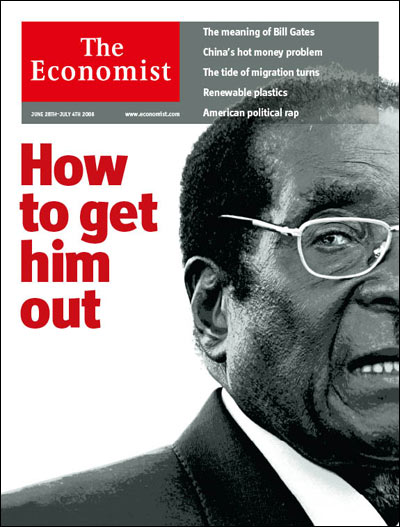 The
Economist
JUNE 28TH-JULY 4TH 2008
www.economist.com
The meaning of Bill Gates
China's hot money problem
The tide of migration turns
Renewable plastics
American political rap
How
to get
him
out